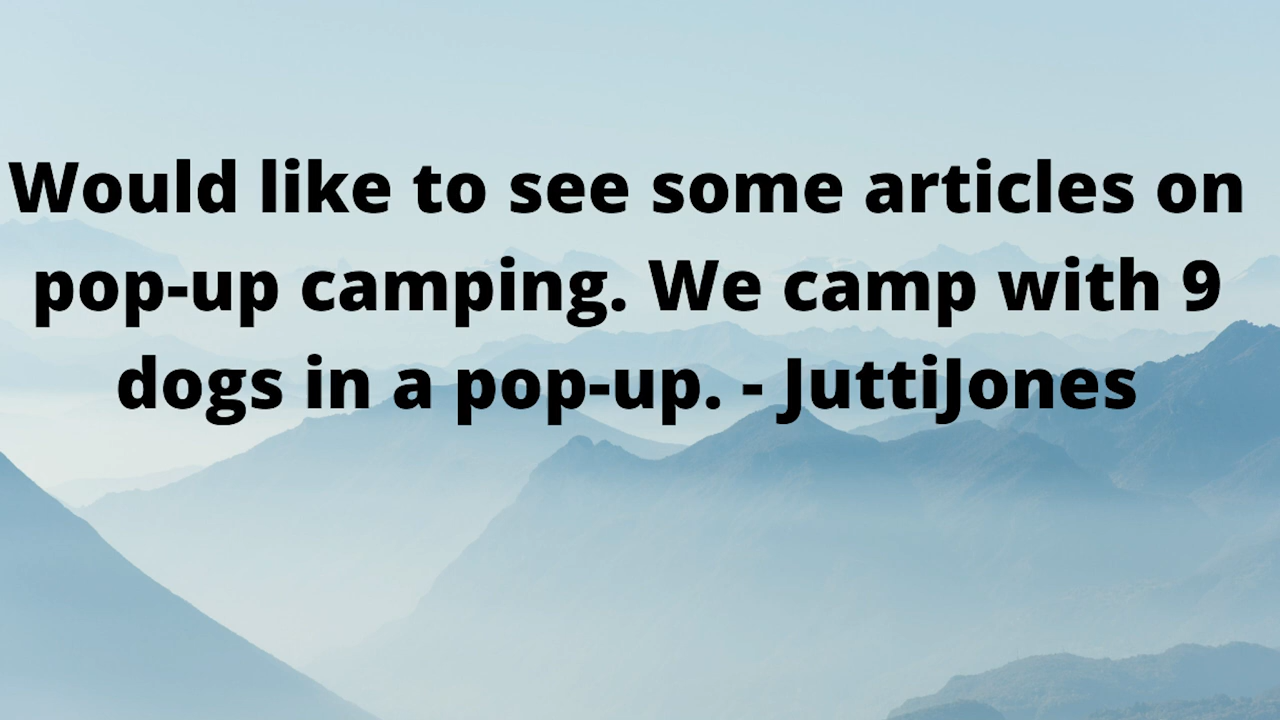 Would like to see some articles on
pop-up camping. We camp with 9
dogs in a pop-up. - JuttiJones